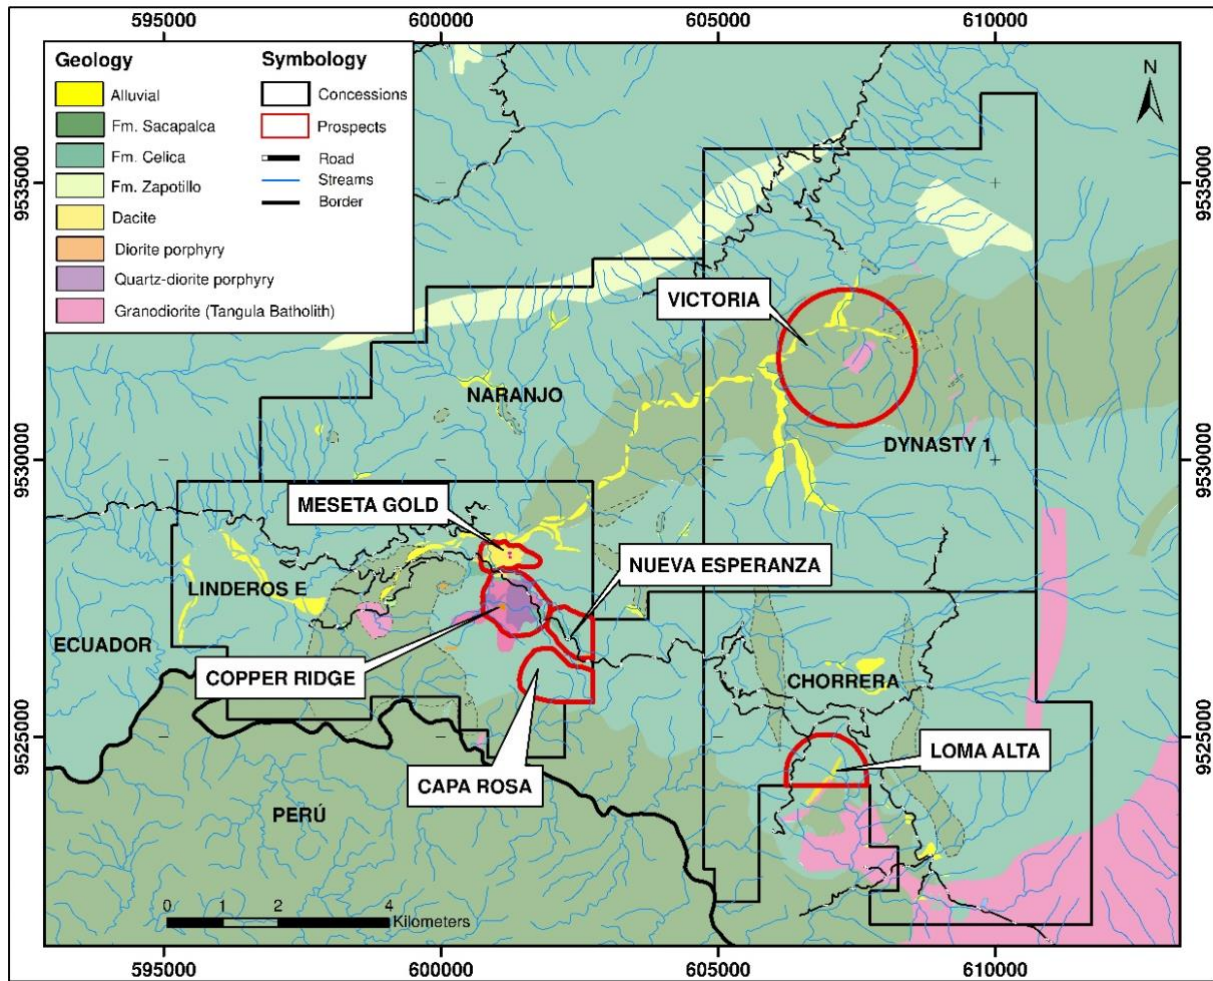 595000 600000 605000 610000
Geology
Symbology
Alluvial
Concessions
Fm. Sacapalca
Prospects
Fm. Celica
Road
Fm. Zapotillo
Streams
Dacite
Border
Diorite porphyry
Quartz-diorite porphyry
Granodiorite (Tangula Batholith)
N
9535000
9535000
VICTORIA
NARANJO
DYNASTY 1
9530000
9530000
MESETA GOLD
NUEVA ESPERANZA
LINDEROS E
ECUADOR
COPPER RIDGE
CHORRERA
9525000
9525000
LOMA ALTA
CAPA ROSA
PERÚ
0 1 2 4
Kilometers
595000 600000 605000 610000